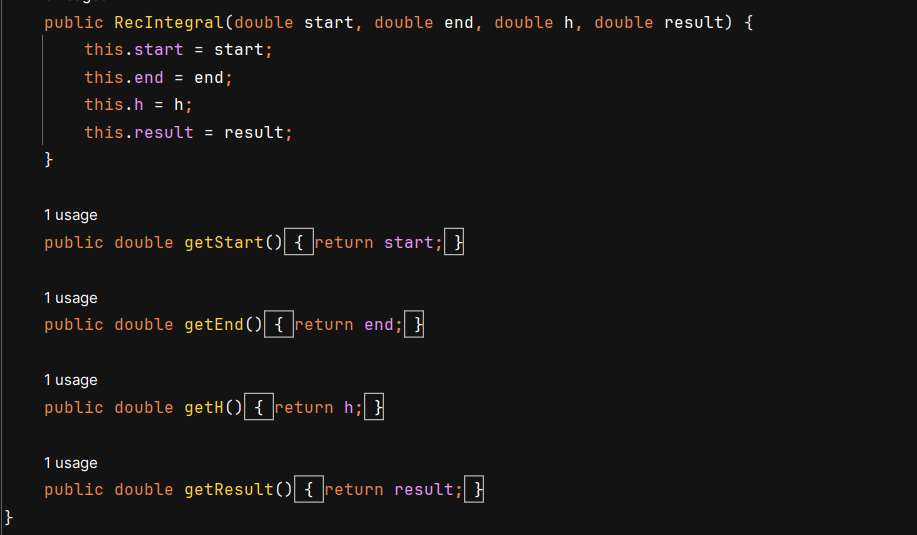 public RecIntegral(double start, double end, double h, double result) {
this.start = start;
this.end = end;
this.h = h;
this.result = result;
}
1 usage
public double getStart() { return start; }
1 usage
public double getEnd() { return end; }
1 usage
public double getH() { return h; }
1 usage
public double getResult() { return result; }
}